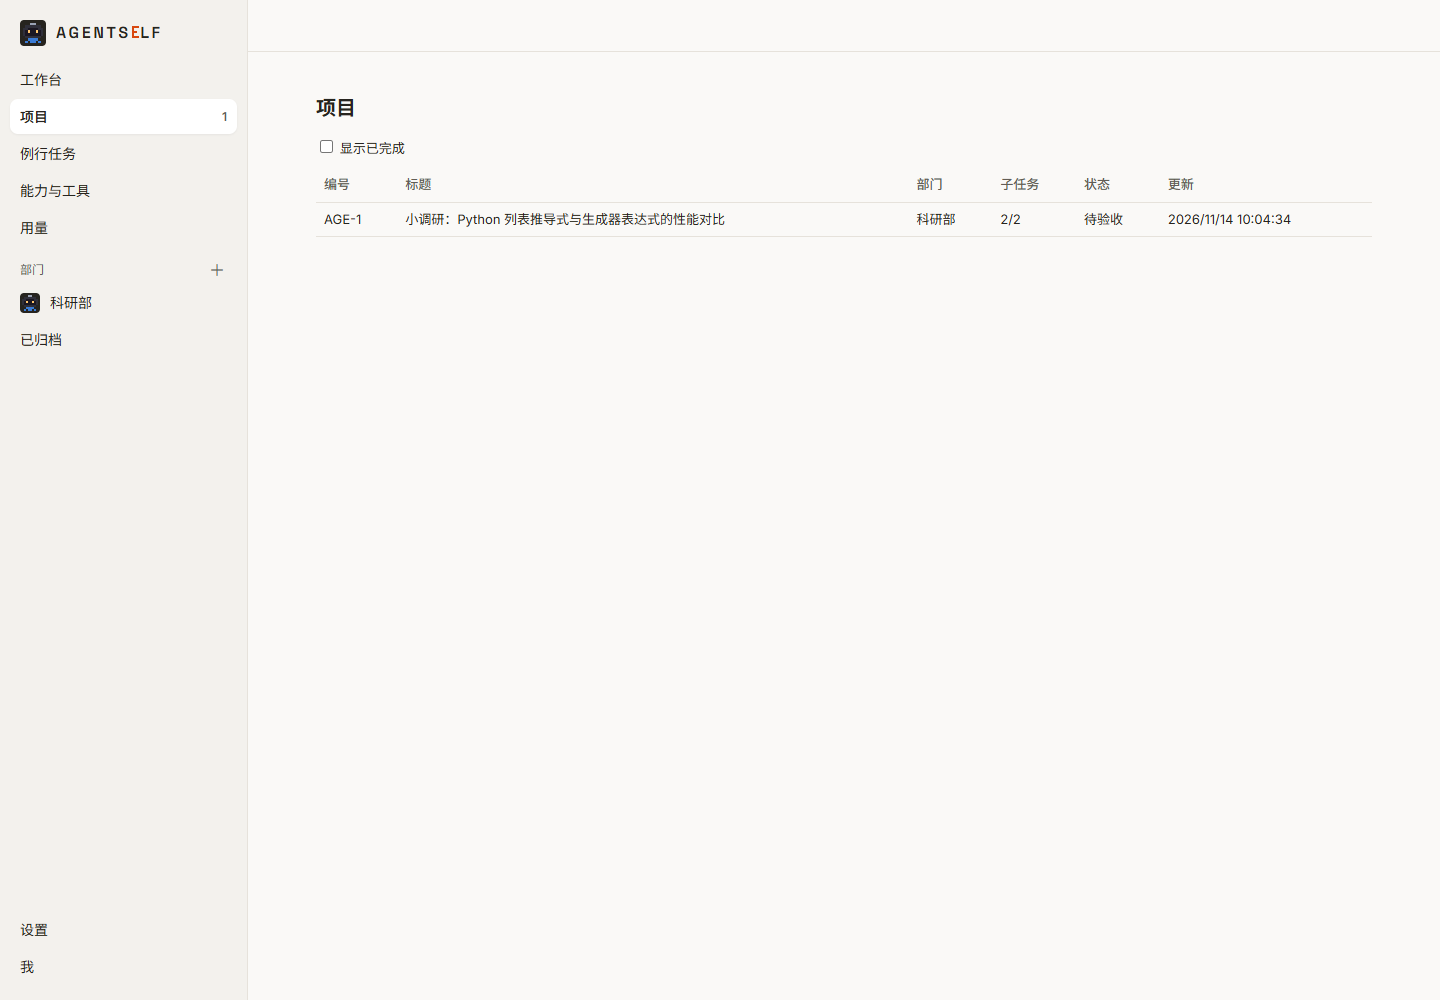 AGENTSELF
工作台
项目 1
例行任务
能力与工具
用量
部门
科研部
已归档
设置
我
项目
显示已完成
编号 标题 部门 子任务 状态 更新
AGE-1 小调研：Python 列表推导式与生成器表达式的性能对比 科研部 2/2 待验收 2026/11/14 10:04:34